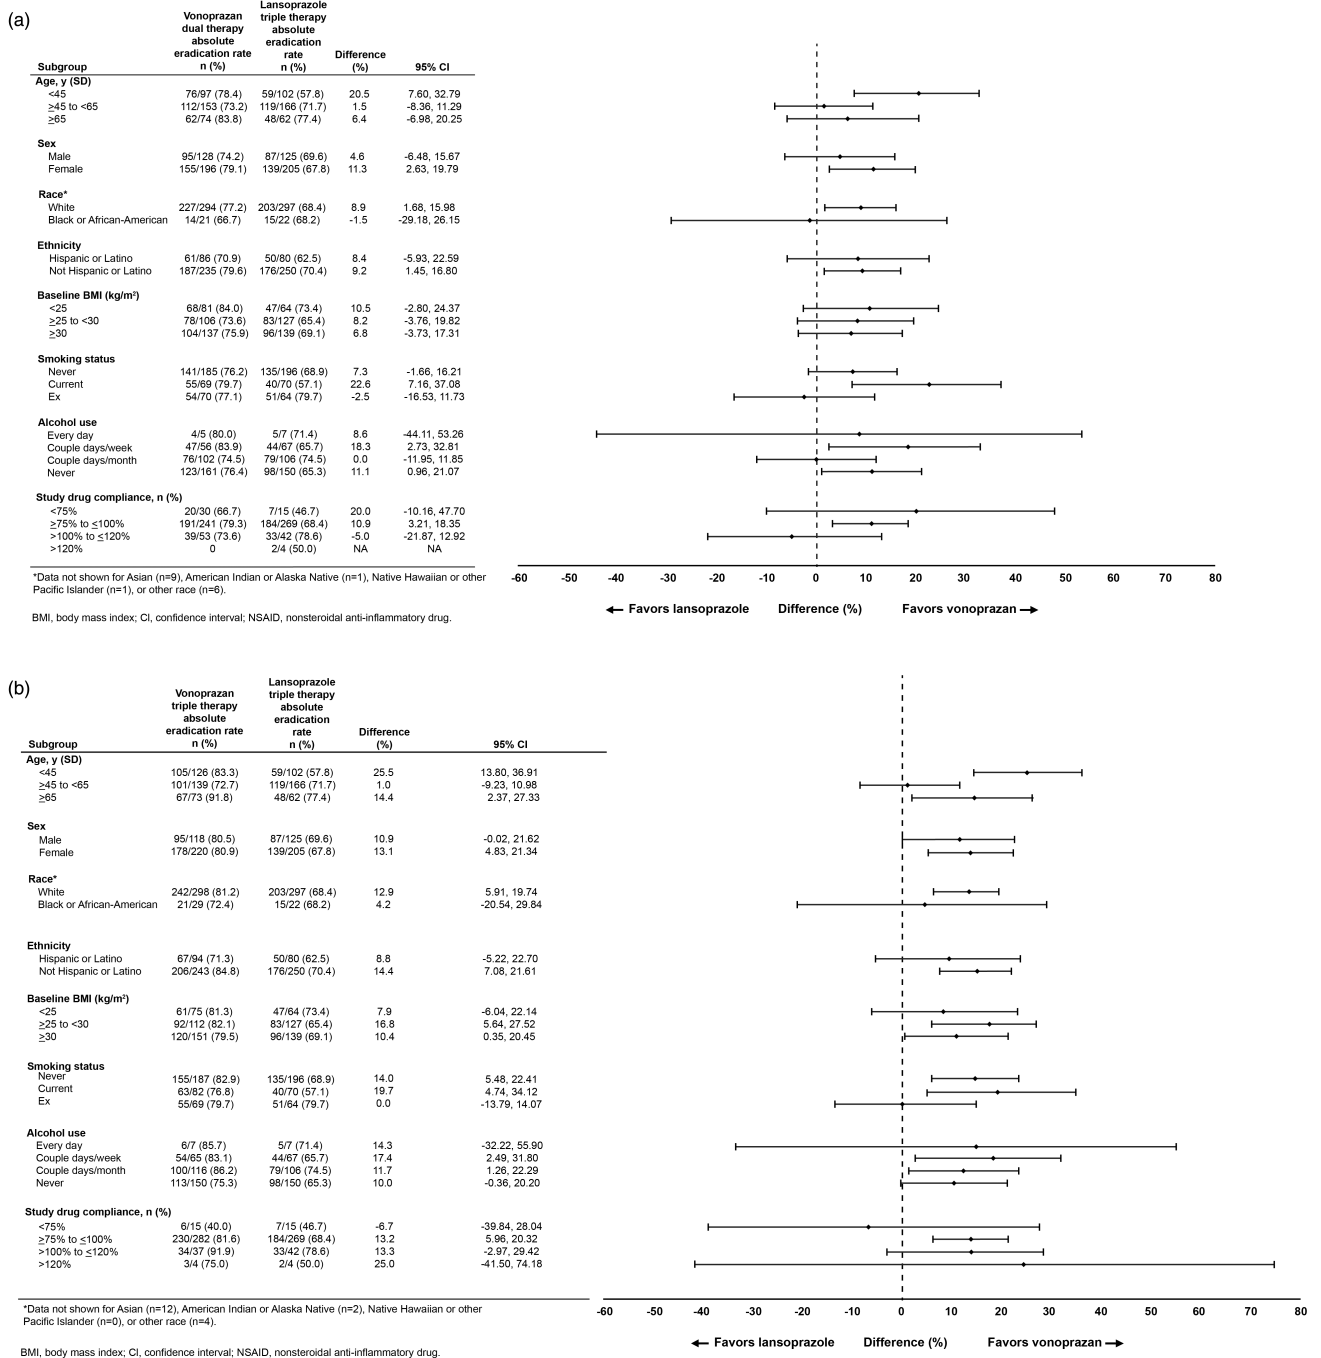 (a)
Vonoprazan dual therapy absolute eradication rate n (%)
Lansoprazole triple therapy absolute eradication rate n (%)
Subgroup Difference (%) 95% CI
Age, y (SD)
<45 76/97 (78.4) 59/102 (57.8) 20.5 7.60, 32.79
≥45 to <65 112/153 (73.2) 119/166 (71.7) 1.5 -8.36, 11.29
≥65 62/74 (83.8) 48/62 (77.4) 6.4 -6.98, 20.25
Sex
Male 95/128 (74.2) 87/125 (69.6) 4.6 -6.48, 15.67
Female 155/196 (79.1) 139/205 (67.8) 11.3 2.63, 19.79
Race*
White 227/294 (77.2) 203/297 (68.4) 8.9 1.68, 15.98
Black or African-American 14/21 (66.7) 15/22 (68.2) -1.5 -29.18, 26.15
Ethnicity
Hispanic or Latino 61/86 (70.9) 50/80 (62.5) 8.4 -5.93, 22.59
Not Hispanic or Latino 187/235 (79.6) 176/250 (70.4) 9.2 1.45, 16.80
Baseline BMI (kg/m²)
<25 68/81 (84.0) 47/64 (73.4) 10.5 -2.80, 24.37
≥25 to <30 78/106 (73.6) 83/127 (65.4) 8.2 -3.76, 19.82
≥30 104/137 (75.9) 96/139 (69.1) 6.8 -3.73, 17.31
Smoking status
Never 141/185 (76.2) 135/196 (68.9) 7.3 -1.66, 16.21
Current 55/69 (79.7) 40/70 (57.1) 22.6 7.16, 37.08
Ex 54/70 (77.1) 51/64 (79.7) -2.5 -16.53, 11.73
Alcohol use
Every day 4/5 (80.0) 5/7 (71.4) 8.6 -44.11, 53.26
Couple days/week 47/56 (83.9) 44/67 (65.7) 18.3 2.73, 32.81
Couple days/month 76/102 (74.5) 79/106 (74.5) 0.0 -11.95, 11.85
Never 123/161 (76.4) 98/150 (65.3) 11.1 0.96, 21.07
Study drug compliance, n (%)
<75% 20/30 (66.7) 7/15 (46.7) 20.0 -10.16, 47.70
≥75% to ≤100% 191/241 (79.3) 184/269 (68.4) 10.9 3.21, 18.35
>100% to ≤120% 39/53 (73.6) 33/42 (78.6) -5.0 -21.87, 12.92
>120% 0 2/4 (50.0) NA NA
*Data not shown for Asian (n=9), American Indian or Alaska Native (n=1), Native Hawaiian or other
Pacific Islander (n=1), or other race (n=6).
BMI, body mass index; CI, confidence interval; NSAID, nonsteroidal anti-inflammatory drug.
-60 -50 -40 -30 -20 -10 0 10 20 30 40 50 60 70 80
← Favors lansoprazole Difference (%) Favors vonoprazan →
(b)
Vonoprazan triple therapy absolute eradication rate n (%)
Lansoprazole triple therapy absolute eradication rate n (%)
Subgroup Difference (%) 95% CI
Age, y (SD)
<45 105/126 (83.3) 59/102 (57.8) 25.5 13.80, 36.91
≥45 to <65 101/139 (72.7) 119/166 (71.7) 1.0 -9.23, 10.98
≥65 67/73 (91.8) 48/62 (77.4) 14.4 2.37, 27.33
Sex
Male 95/118 (80.5) 87/125 (69.6) 10.9 -0.02, 21.62
Female 178/220 (80.9) 139/205 (67.8) 13.1 4.83, 21.34
Race*
White 242/298 (81.2) 203/297 (68.4) 12.9 5.91, 19.74
Black or African-American 21/29 (72.4) 15/22 (68.2) 4.2 -20.54, 29.84
Ethnicity
Hispanic or Latino 67/94 (71.3) 50/80 (62.5) 8.8 -5.22, 22.70
Not Hispanic or Latino 206/243 (84.8) 176/250 (70.4) 14.4 7.08, 21.61
Baseline BMI (kg/m²)
<25 61/75 (81.3) 47/64 (73.4) 7.9 -6.04, 22.14
≥25 to <30 92/112 (82.1) 83/127 (65.4) 16.8 5.64, 27.52
≥30 120/151 (79.5) 96/139 (69.1) 10.4 0.35, 20.45
Smoking status
Never 155/187 (82.9) 135/196 (68.9) 14.0 5.48, 22.41
Current 63/82 (76.8) 40/70 (57.1) 19.7 4.74, 34.12
Ex 55/69 (79.7) 51/64 (79.7) 0.0 -13.79, 14.07
Alcohol use
Every day 6/7 (85.7) 5/7 (71.4) 14.3 -32.22, 55.90
Couple days/week 54/65 (83.1) 44/67 (65.7) 17.4 2.49, 31.80
Couple days/month 100/116 (86.2) 79/106 (74.5) 11.7 1.26, 22.29
Never 113/150 (75.3) 98/150 (65.3) 10.0 -0.36, 20.20
Study drug compliance, n (%)
<75% 6/15 (40.0) 7/15 (46.7) -6.7 -39.84, 28.04
≥75% to ≤100% 230/282 (81.6) 184/269 (68.4) 13.2 5.96, 20.32
>100% to ≤120% 34/37 (91.9) 33/42 (78.6) 13.3 -2.97, 29.42
>120% 3/4 (75.0) 2/4 (50.0) 25.0 -41.50, 74.18
*Data not shown for Asian (n=12), American Indian or Alaska Native (n=2), Native Hawaiian or other
Pacific Islander (n=0), or other race (n=4).
BMI, body mass index; CI, confidence interval; NSAID, nonsteroidal anti-inflammatory drug.
-60 -50 -40 -30 -20 -10 0 10 20 30 40 50 60 70 80
← Favors lansoprazole Difference (%) Favors vonoprazan →